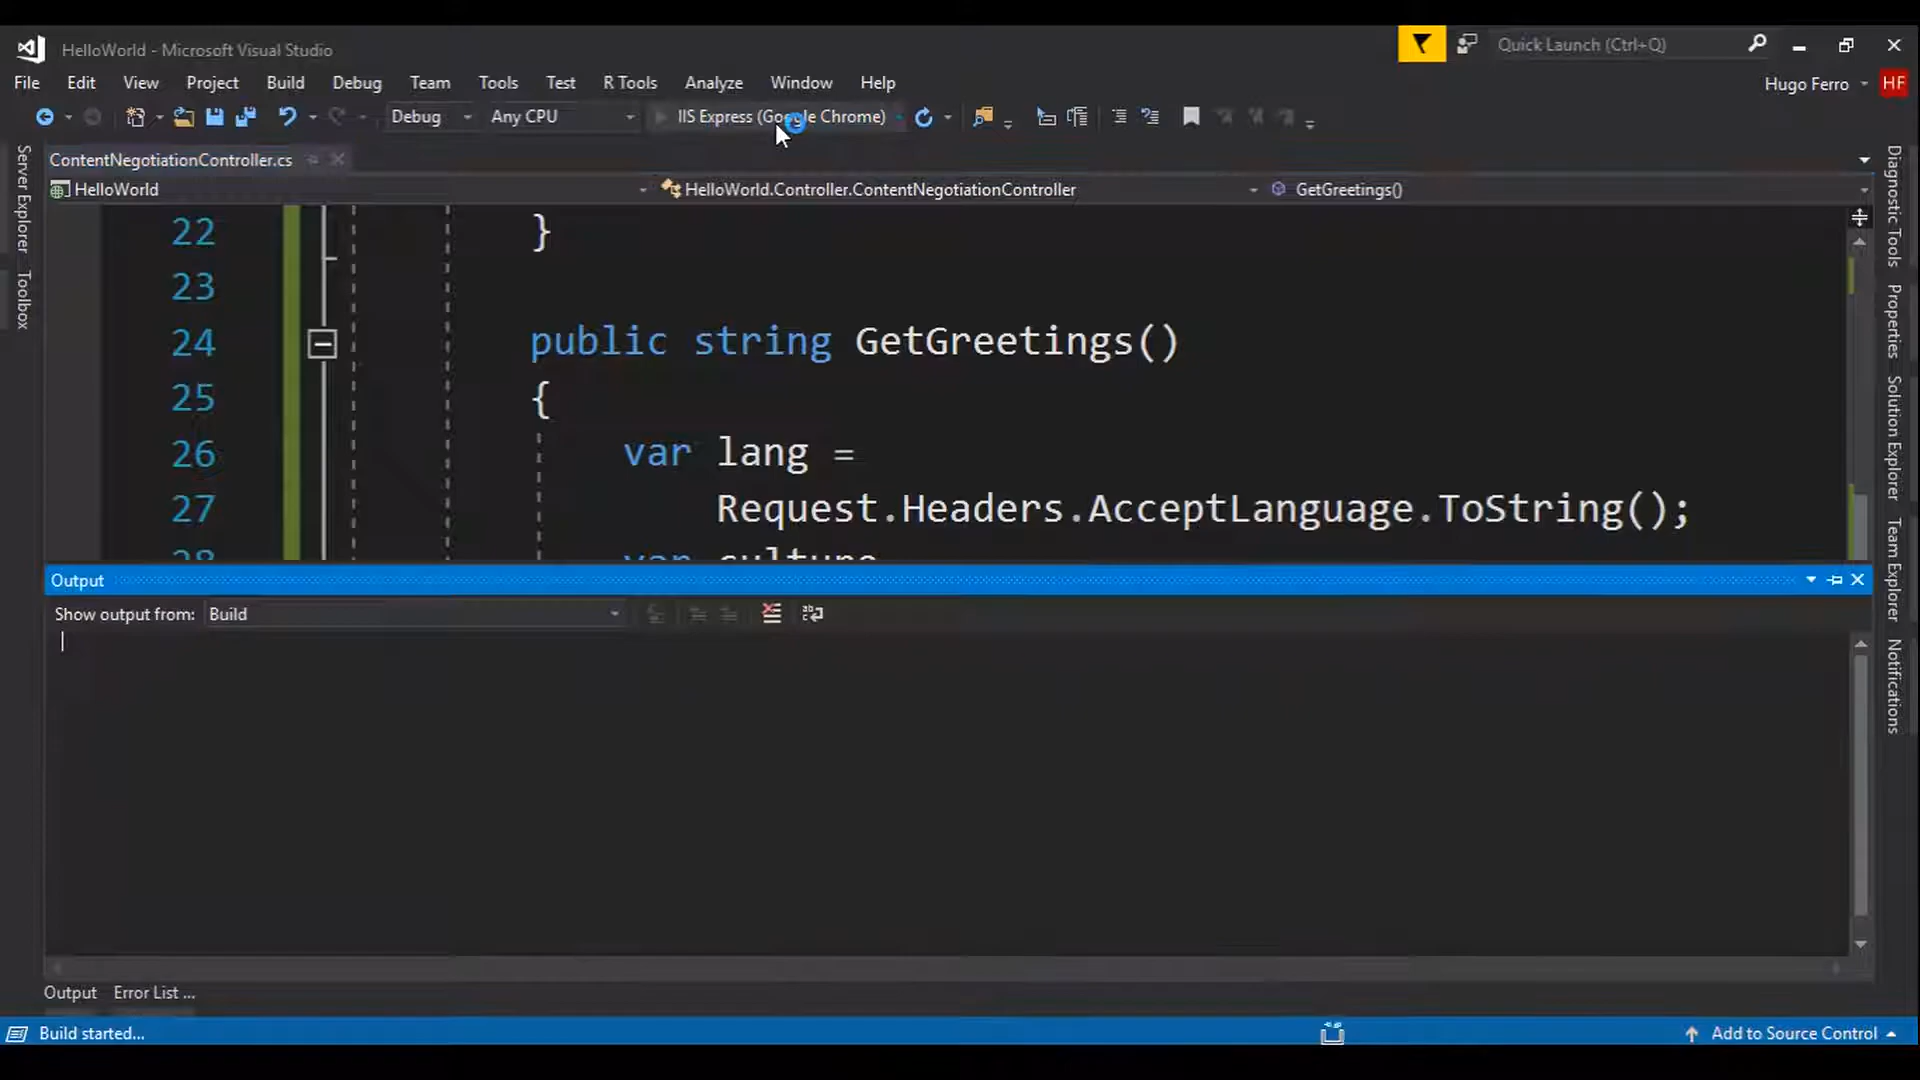 HelloWorld - Microsoft Visual Studio
Quick Launch (Ctrl+Q)
File Edit View Project Build Debug Team Tools Test R Tools Analyze Window Help
Hugo Ferro HF
Debug Any CPU IIS Express (Google Chrome)
ContentNegotiationController.cs
HelloWorld HelloWorld.Controller.ContentNegotiationController GetGreetings()
Server Explorer
Toolbox
22 }
23
24 public string GetGreetings()
25 {
26 var lang =
27 Request.Headers.AcceptLanguage.ToString();
28 var culture
Output
Show output from: Build
Output Error List ...
Build started...
Add to Source Control
Diagnostic Tools
Properties
Solution Explorer
Team Explorer
Notifications